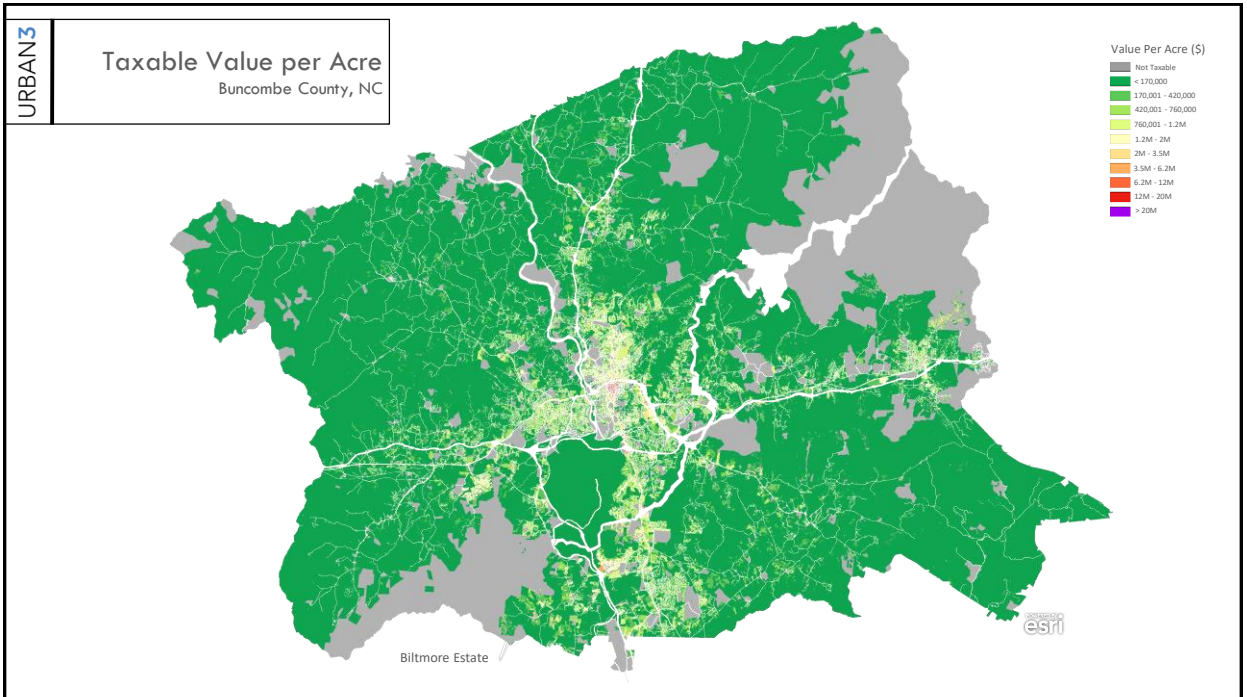 URBAN3
Taxable Value per Acre
Buncombe County, NC
Value Per Acre ($)
Not Taxable
< 170,000
170,001 - 420,000
420,001 - 760,000
760,001 - 1.2M
1.2M - 2M
2M - 3.5M
3.5M - 6.2M
6.2M - 12M
12M - 20M
> 20M
esri
Biltmore Estate